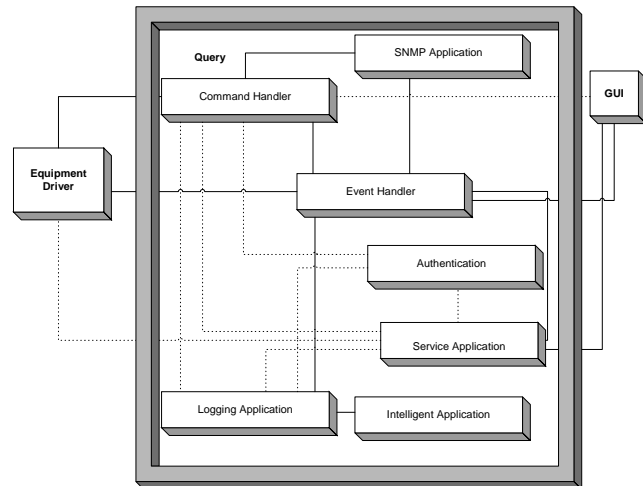 SNMP Application
Query
Command Handler
GUI
Equipment
Driver
Event Handler
Authentication
Service Application
Logging Application
Intelligent Application